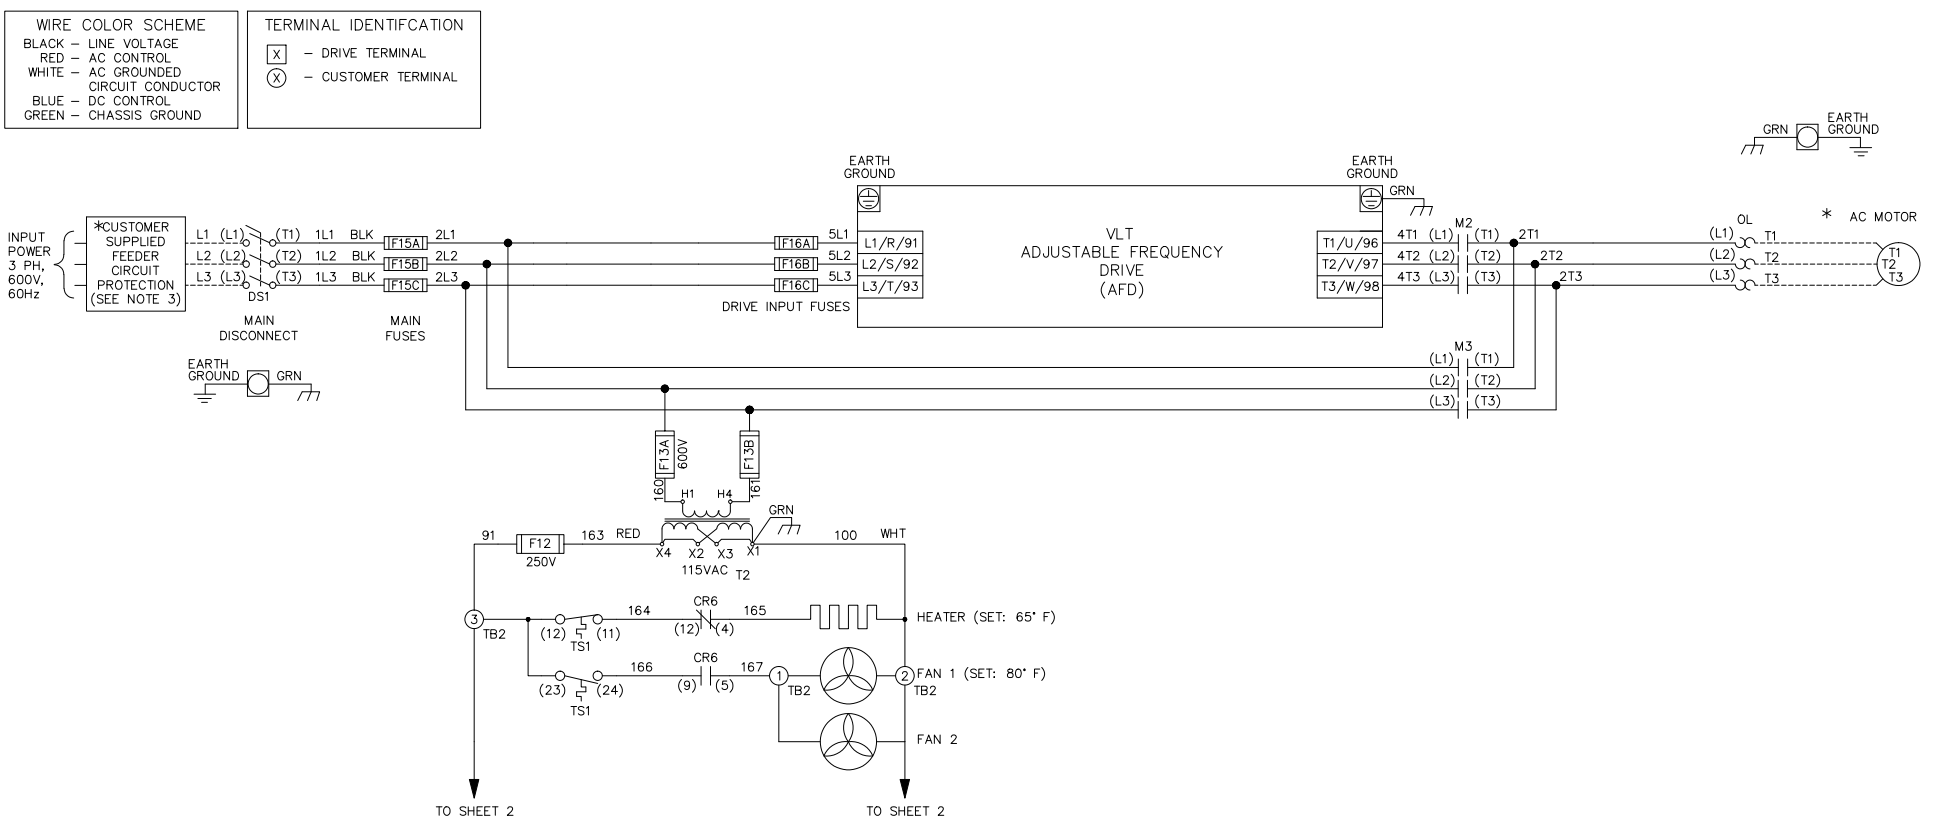 WIRE COLOR SCHEME
BLACK – LINE VOLTAGE
RED – AC CONTROL
WHITE – AC GROUNDED
CIRCUIT CONDUCTOR
BLUE – DC CONTROL
GREEN – CHASSIS GROUND
TERMINAL IDENTIFCATION
X – DRIVE TERMINAL
X – CUSTOMER TERMINAL
GRN
EARTH
GROUND
EARTH
GROUND
EARTH
GROUND
GRN
INPUT
POWER
3 PH,
600V,
60Hz
*CUSTOMER
SUPPLIED
FEEDER
CIRCUIT
PROTECTION
(SEE NOTE 3)
L1 (L1) (T1) 1L1 BLK F15A 2L1
L2 (L2) (T2) 1L2 BLK F15B 2L2
L3 (L3) (T3) 1L3 BLK F15C 2L3
DS1
MAIN
DISCONNECT
MAIN
FUSES
F16A 5L1 L1/R/91
F16B 5L2 L2/S/92
F16C 5L3 L3/T/93
DRIVE INPUT FUSES
VLT
ADJUSTABLE FREQUENCY
DRIVE
(AFD)
M2
T1/U/96 4T1 (L1) (T1) 2T1
T2/V/97 4T2 (L2) (T2) 2T2
T3/W/98 4T3 (L3) (T3) 2T3
OL
(L1) T1
(L2) T2
(L3) T3
* AC MOTOR
T1
T2
T3
M3
(L1) (T1)
(L2) (T2)
(L3) (T3)
EARTH
GROUND
GRN
F13A
600V
F13B
160
161
H1 H4
GRN
91 F12 163 RED
250V
X4 X2 X3 X1
100 WHT
115VAC T2
3
TB2
(12) (11)
TS1
164
CR6
(12) (4)
165
HEATER (SET: 65° F)
(23) (24)
TS1
166
CR6
(9) (5)
167
1
TB2
2
TB2
FAN 1 (SET: 80° F)
FAN 2
TO SHEET 2
TO SHEET 2